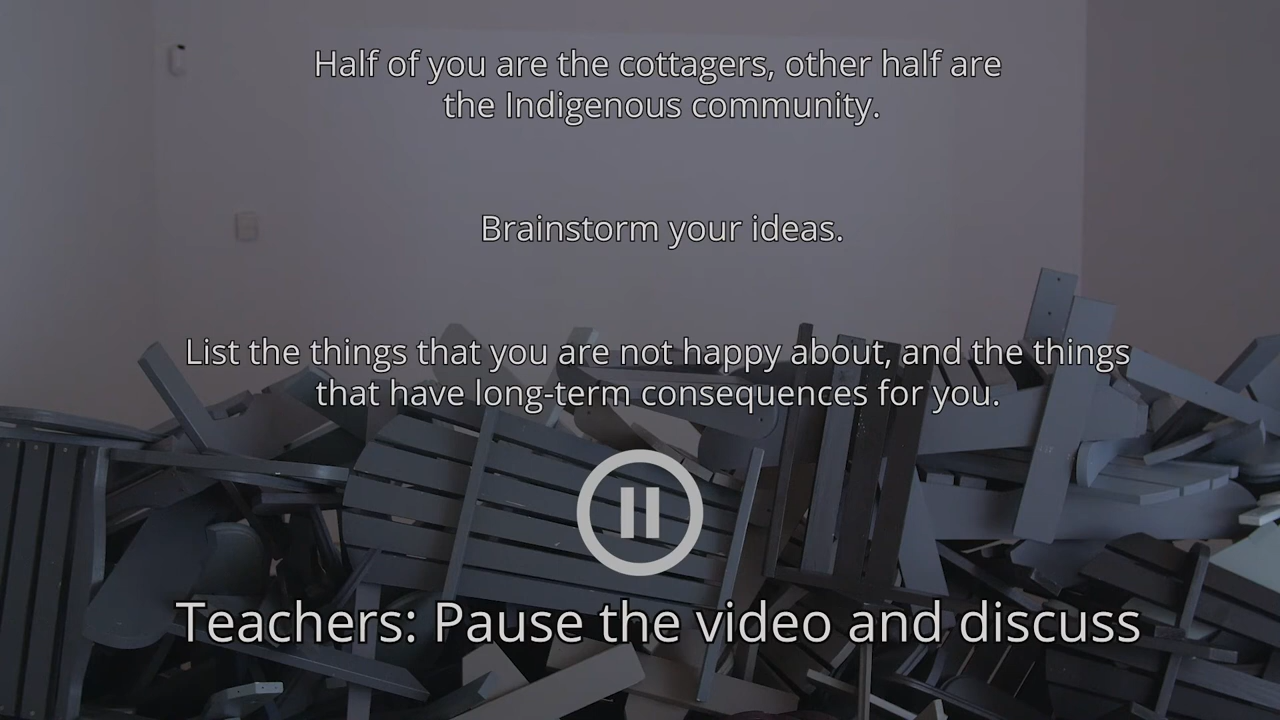 Half of you are the cottagers, other half are
the Indigenous community.
Brainstorm your ideas.
List the things that you are not happy about, and the things
that have long-term consequences for you.
Teachers: Pause the video and discuss